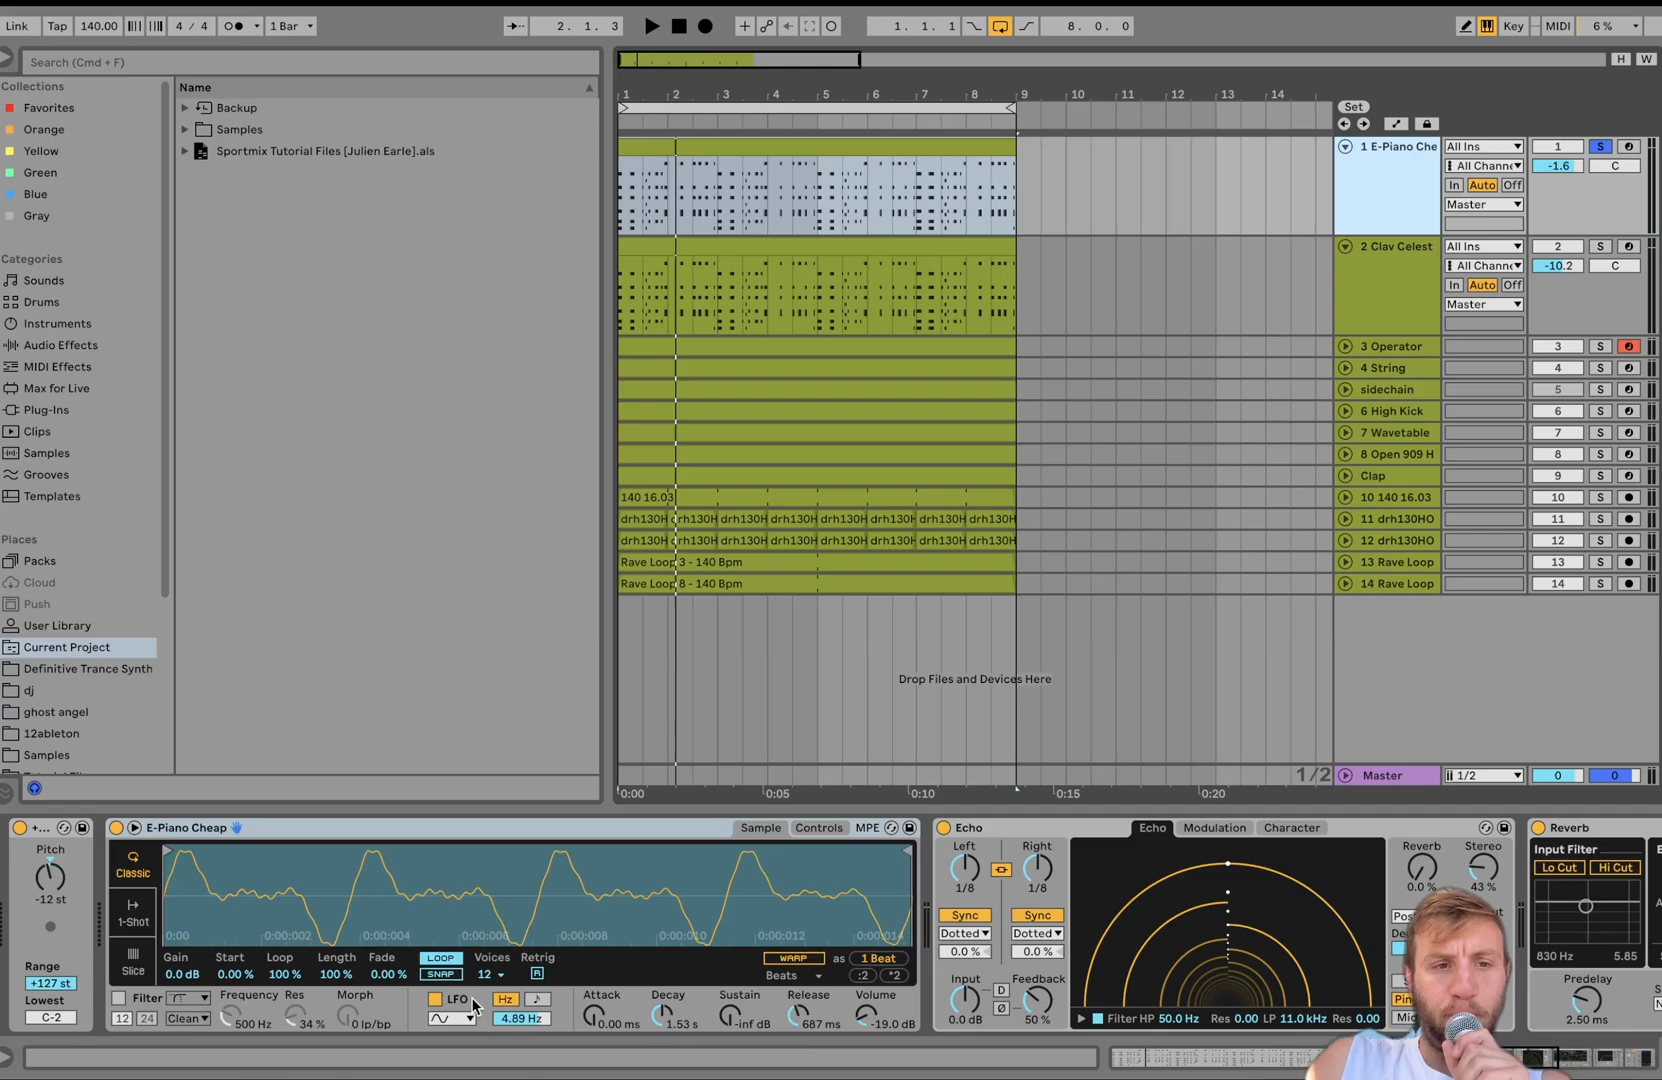 Link Tap 140.00 4 / 4 1 Bar 2. 1. 3 1. 1. 1 8. 0. 0 Key MIDI 6 %
Search (Cmd + F)
H W
Collections
Favorites
Orange
Yellow
Green
Blue
Gray
Categories
Sounds
Drums
Instruments
Audio Effects
MIDI Effects
Max for Live
Plug-Ins
Clips
Samples
Grooves
Templates
Places
Packs
Cloud
Push
User Library
Current Project
Definitive Trance Synth
dj
ghost angel
12ableton
Samples
Name
Backup
Samples
Sportmix Tutorial Files [Julien Earle].als
1 2 3 4 5 6 7 8 9 10 11 12 13 14
Set
1 E-Piano Che All Ins 1 S
All Channe -1.6 C
In Auto Off
Master
2 Clav Celest All Ins 2 S
All Channe -10.2 C
In Auto Off
Master
3 Operator 3 S
4 String 4 S
sidechain 5 S
6 High Kick 6 S
7 Wavetable 7 S
8 Open 909 H 8 S
Clap 9 S
140 16.03 10 140 16.03 10 S
drh130H drh130H drh130H drh130H drh130H drh130H drh130H drh130H 11 drh130HO 11 S
drh130H drh130H drh130H drh130H drh130H drh130H drh130H drh130H 12 drh130HO 12 S
Rave Loop 3 - 140 Bpm 13 Rave Loop 13 S
Rave Loop 8 - 140 Bpm 14 Rave Loop 14 S
Drop Files and Devices Here
1/2 Master 1/2 0 0
0:00 0:05 0:10 0:15 0:20
+...
Pitch
-12 st
Range
+127 st
Lowest
C-2
E-Piano Cheap Sample Controls MPE
Classic
1-Shot
Slice
0:00 0:00:002 0:00:004 0:00:006 0:00:008 0:00:010 0:00:012 0:00:014
Gain Start Loop Length Fade LOOP Voices Retrig WARP as 1 Beat
0.0 dB 0.00 % 100 % 100 % 0.00 % SNAP 12 R Beats :2 *2
Filter Frequency Res Morph LFO Hz Attack Decay Sustain Release Volume
12 24 Clean 500 Hz 34 % 0 lp/bp 4.89 Hz 0.00 ms 1.53 s -inf dB 687 ms -19.0 dB
Echo Echo Modulation Character
Left Right
1/8 1/8
Sync Sync
Dotted Dotted
0.0 % 0.0 %
Input D Feedback
0.0 dB Ø 50 %
Filter HP 50.0 Hz Res 0.00 LP 11.0 kHz Res 0.00
Reverb Stereo
0.0 % 43 %
Reverb
Input Filter
Lo Cut Hi Cut
830 Hz 5.85
Predelay
2.50 ms